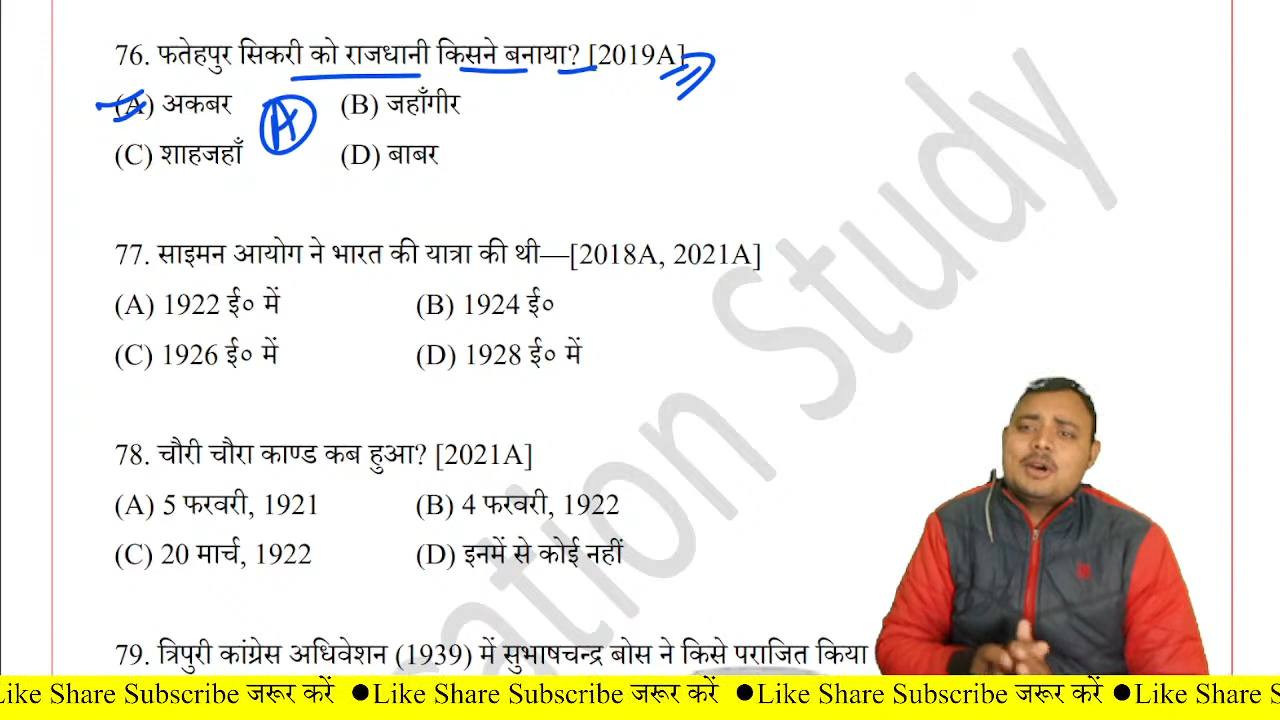 76. फतेहपुर सिकरी को राजधानी किसने बनाया? [2019A]
(A) अकबर (B) जहाँगीर
A
(C) शाहजहाँ (D) बाबर
77. साइमन आयोग ने भारत की यात्रा की थी—[2018A, 2021A]
(A) 1922 ई० में (B) 1924 ई०
(C) 1926 ई० में (D) 1928 ई० में
78. चौरी चौरा काण्ड कब हुआ? [2021A]
(A) 5 फरवरी, 1921 (B) 4 फरवरी, 1922
(C) 20 मार्च, 1922 (D) इनमें से कोई नहीं
79. त्रिपुरी कांग्रेस अधिवेशन (1939) में सुभाषचन्द्र बोस ने किसे पराजित किया
Like Share Subscribe जरूर करें ●Like Share Subscribe जरूर करें ●Like Share Subscribe जरूर करें ●Like Share S
Study